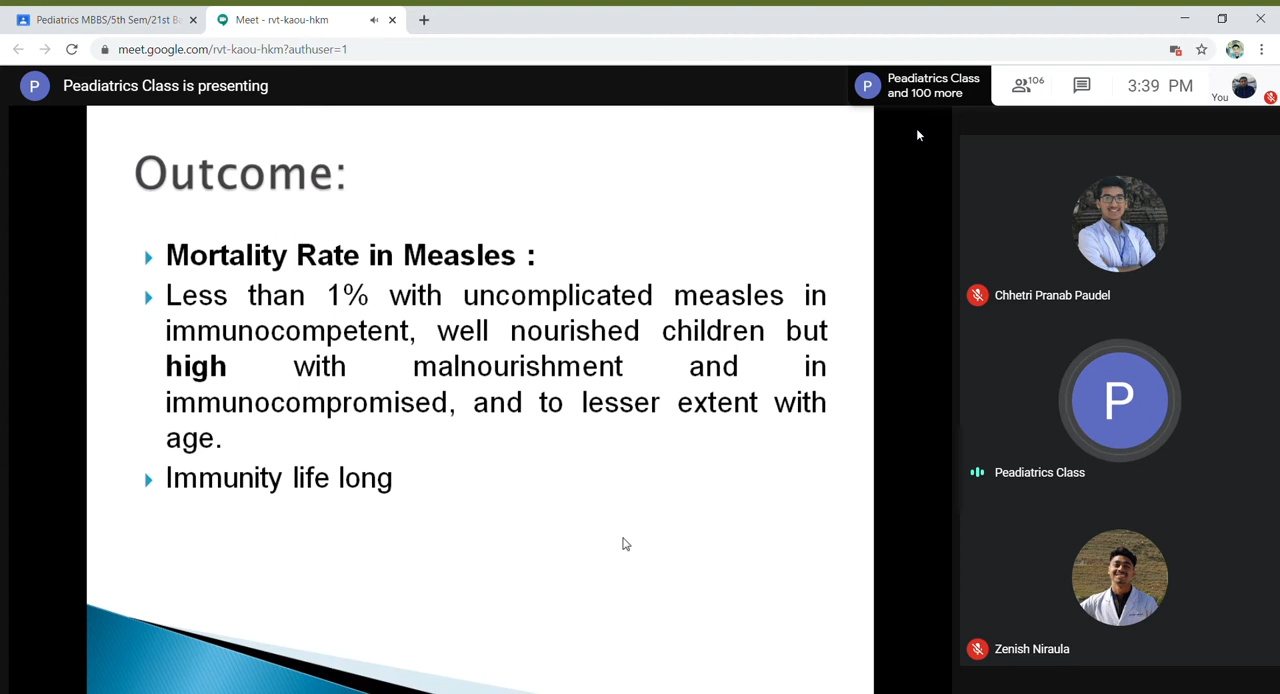 Pediatrics MBBS/5th Sem/21st Ba
Meet - rvt-kaou-hkm
meet.google.com/rvt-kaou-hkm?authuser=1
P
Peadiatrics Class is presenting
P
Peadiatrics Class
and 100 more
106
3:39 PM
You
Outcome:
Mortality Rate in Measles :
Less than 1% with uncomplicated measles in
immunocompetent, well nourished children but
high with malnourishment and in
immunocompromised, and to lesser extent with
age.
Immunity life long
Chhetri Pranab Paudel
P
Peadiatrics Class
Zenish Niraula